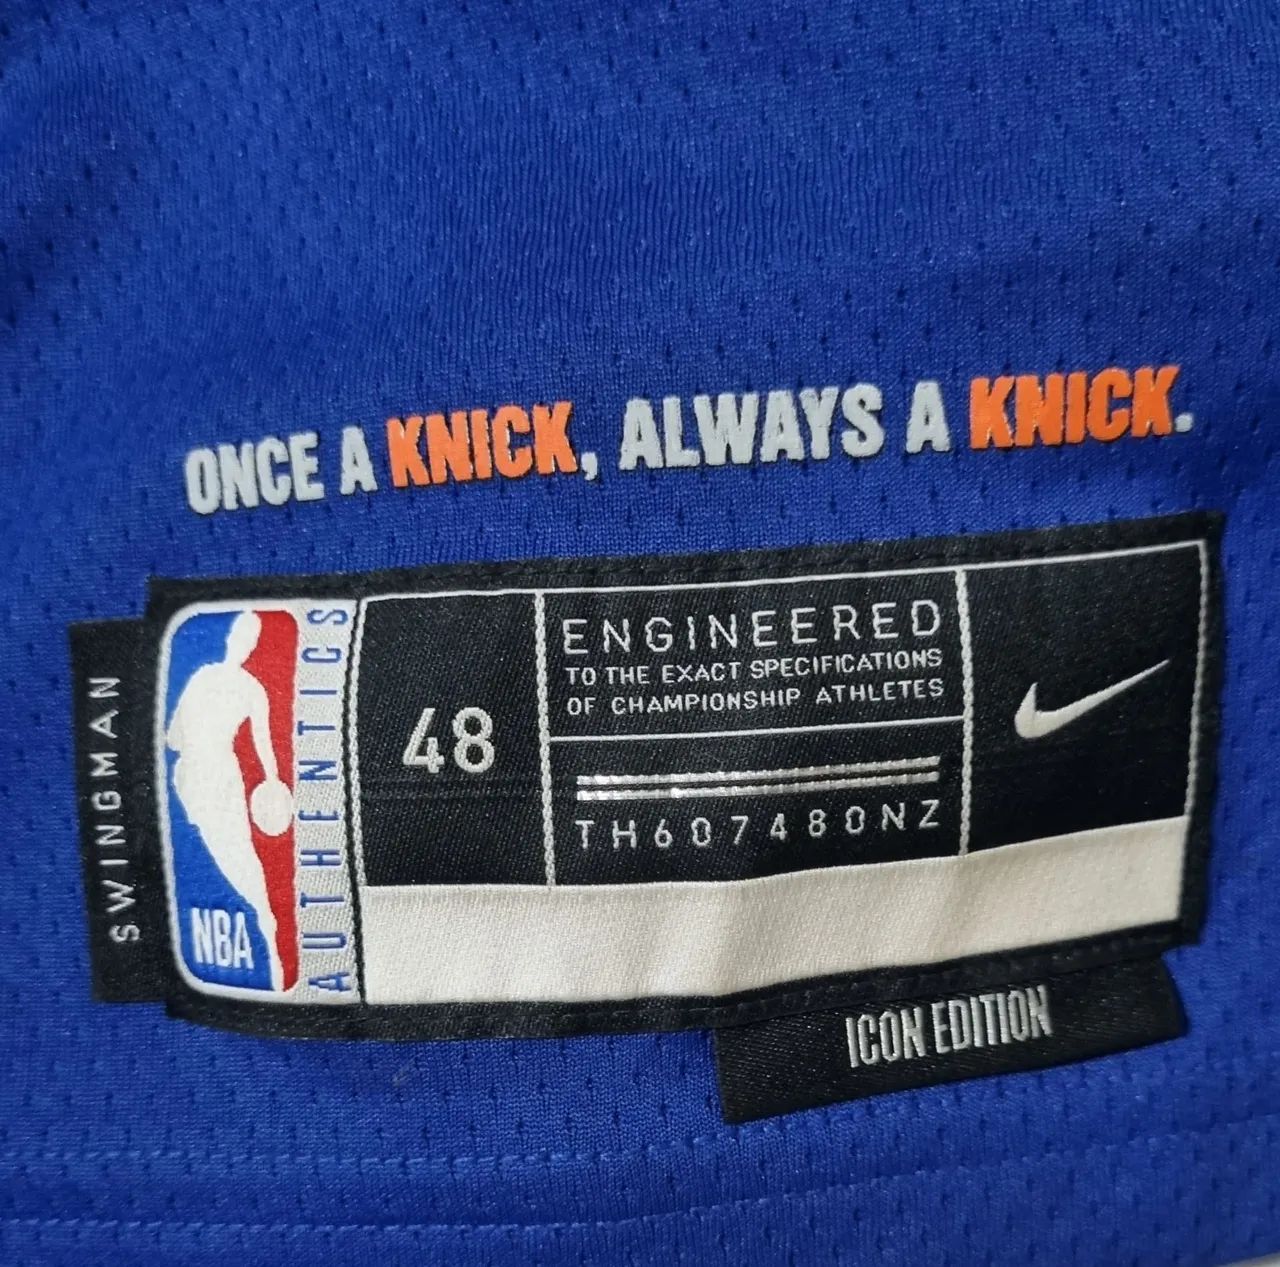 ONCE A KNICK, ALWAYS A KNICK.
SWINGMAN
NBA
AUTHENTICS
48
ENGINEERED
TO THE EXACT SPECIFICATIONS
OF CHAMPIONSHIP ATHLETES
TH607480NZ
ICON EDITION